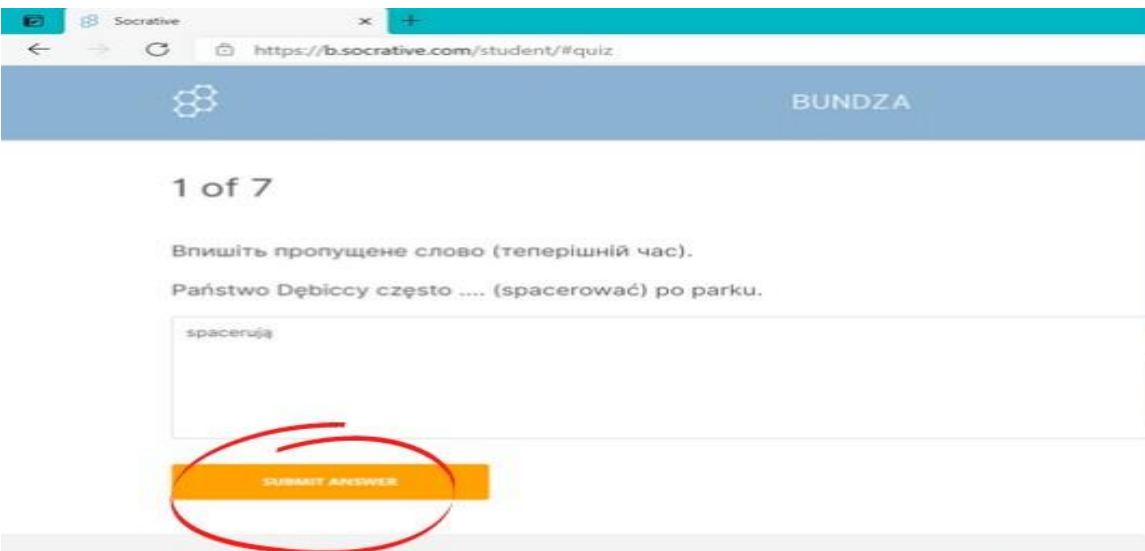 Socrative
https://b.socrative.com/student/#quiz
BUNDZA
1 of 7
Впишіть пропущене слово (теперішній час).
Państwo Dębiccy często .... (spacerować) po parku.
spacerują
SUBMIT ANSWER